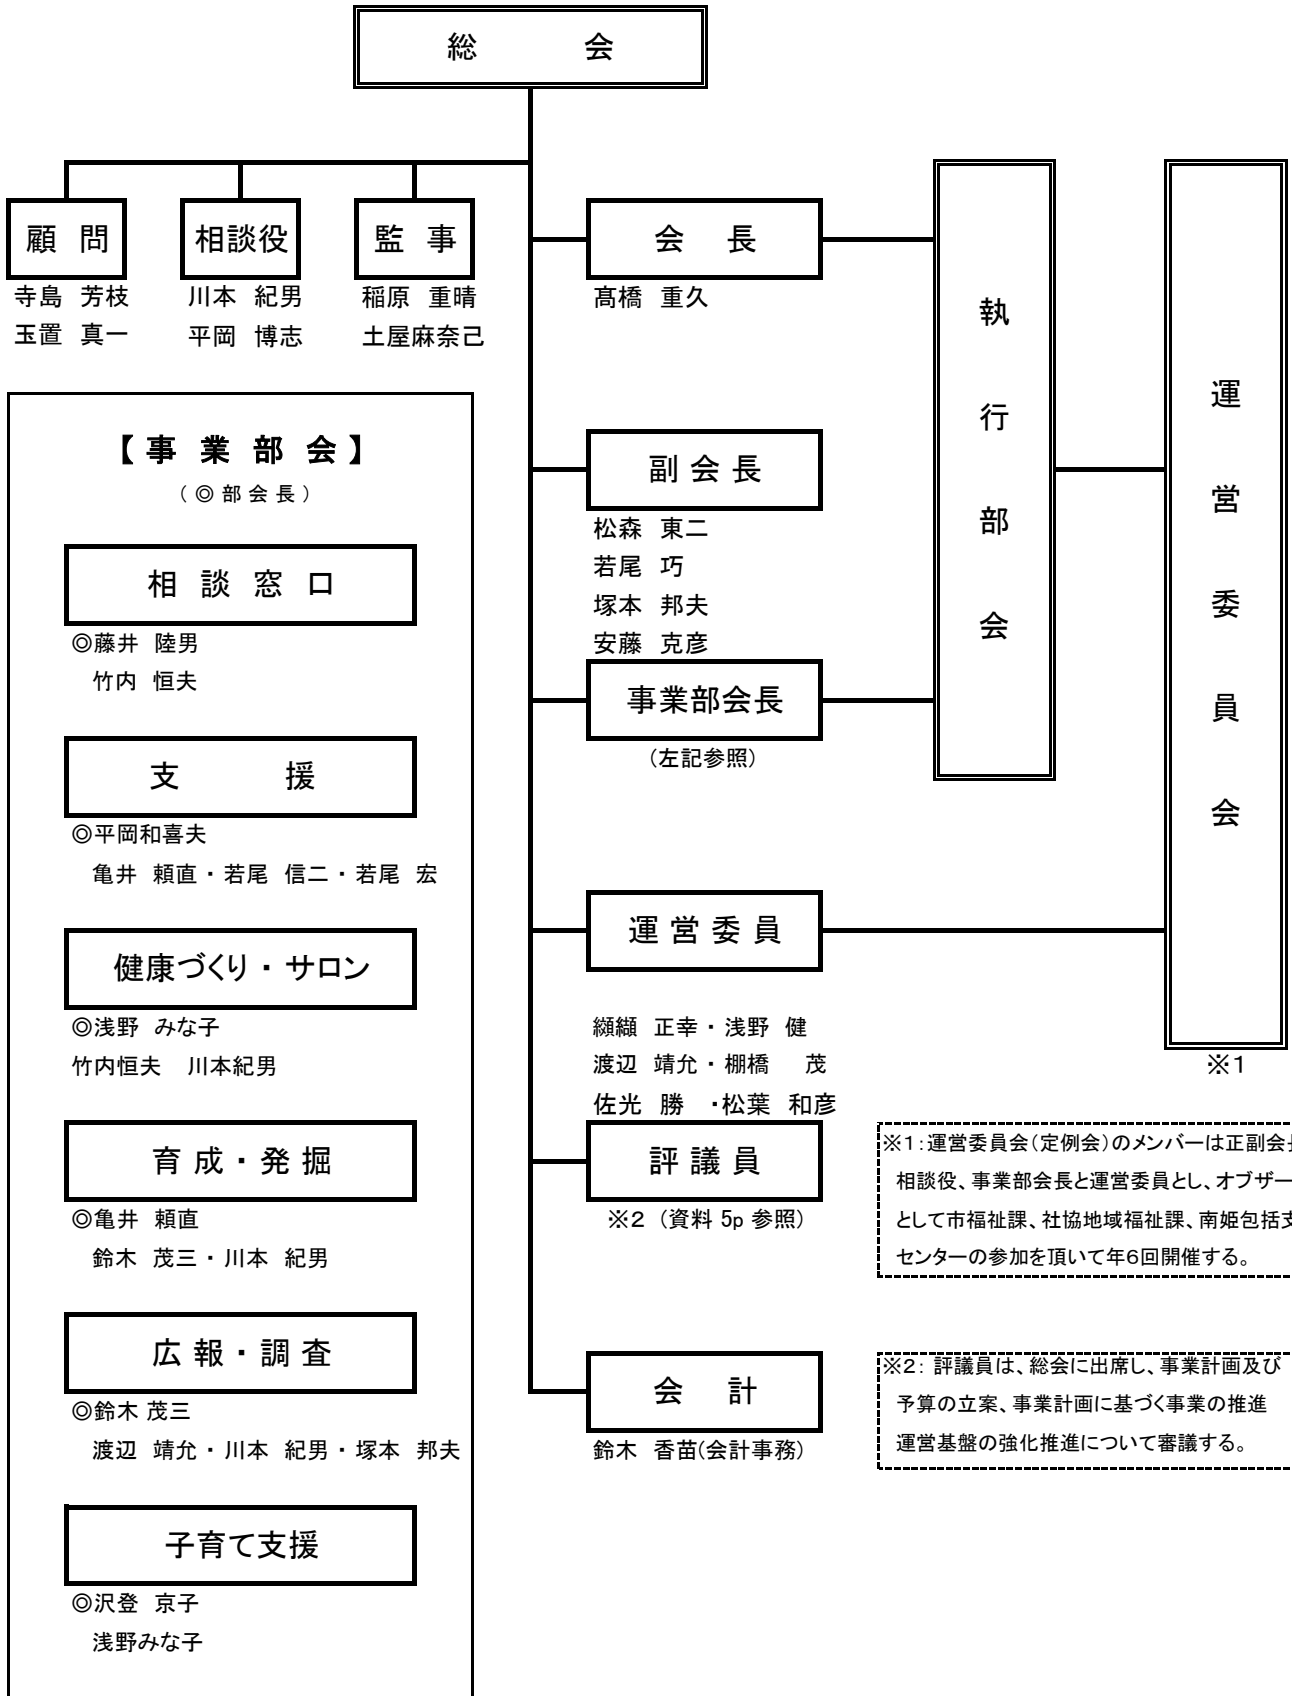 総 会
顧 問
寺島 芳枝
玉置 真一
相談役
川本 紀男
平岡 博志
監 事
稲原 重晴
土屋麻奈己
会 長
髙橋 重久
副 会 長
松森 東二
若尾 巧
塚本 邦夫
安藤 克彦
事業部会長
(左記参照)
運 営 委 員
纐纈 正幸・浅野 健
渡辺 靖允・棚橋 茂
佐光 勝 ・松葉 和彦
評 議 員
※2 (資料 5p 参照)
会 計
鈴木 香苗(会計事務)
執行部会
運営委員会
※1
【 事 業 部 会 】
( ◎ 部 会 長 )
相 談 窓 口
◎藤井 陸男
竹内 恒夫
支 援
◎平岡和喜夫
亀井 頼直・若尾 信二・若尾 宏
健康づくり・サロン
◎浅野 みな子
竹内恒夫 川本紀男
育 成・発 掘
◎亀井 頼直
鈴木 茂三・川本 紀男
広 報・調 査
◎鈴木 茂三
渡辺 靖允・川本 紀男・塚本 邦夫
子育て支援
◎沢登 京子
浅野みな子
※1:運営委員会(定例会)のメンバーは正副会長
相談役、事業部会長と運営委員とし、オブザー
として市福祉課、社協地域福祉課、南姫包括支
センターの参加を頂いて年6回開催する。
※2: 評議員は、総会に出席し、事業計画及び
予算の立案、事業計画に基づく事業の推進
運営基盤の強化推進について審議する。